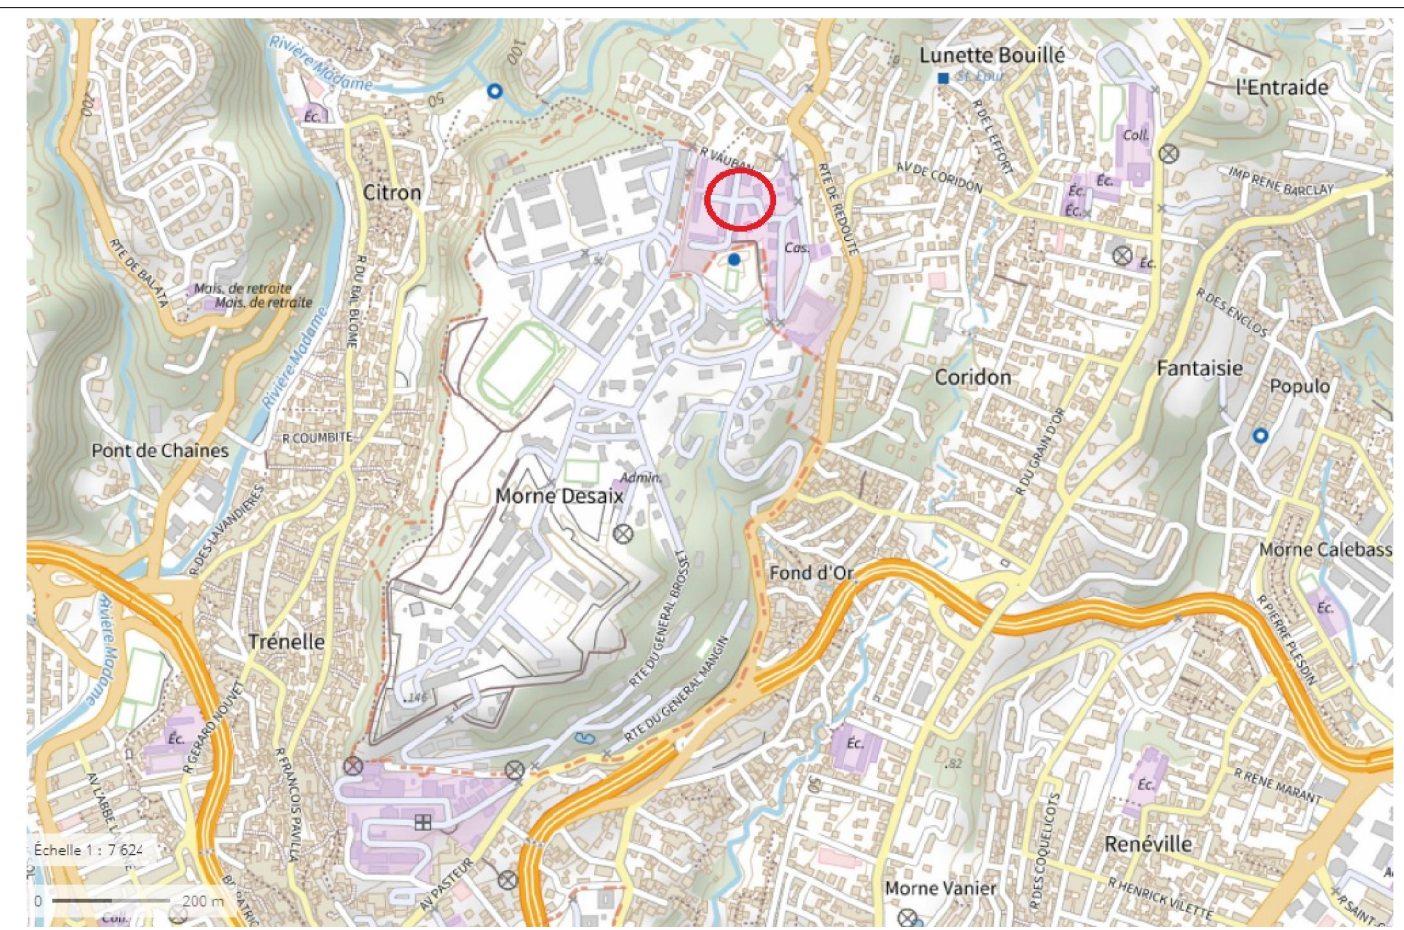 Lunette Bouillé
St. Épur.
l'Entraide
Rivière Madame
100
50
200
Éc.
Coll.
R VAUBAN
R DE L'EFFORT
AV DE CORIDON
RTE DE REDOUTE
Éc.
Éc.
Éc.
IMP RENE BARCLAY
Citron
Cas.
Éc.
RTE DE BALATA
R DU BAL BLOME
Mais. de retraite
Mais. de retraite
Rivière Madame
R DES ENCLOS
Fantaisie
Coridon
Populo
R COUMBITE
Pont de Chaînes
R DU GRAIN D'OR
Admin.
Morne Desaix
R DES LAVANDIÈRES
Morne Calebass
Fond d'Or
RTE DU GENERAL BROSSET
Éc.
R PIERRE PLESDIN
Trénelle
Rivière Madame
RTE DU GENERAL MANGIN
.146
R GERARD NOUVET
Éc.
Éc.
.82
Éc.
R RENE MARANT
R FRANCOIS PAVILLA
AV L'ABBE L
50
R DES COQUELICOTS
Renéville
Échelle 1 : 7 624
AV PASTEUR
Morne Vanier
R HENRICK VILETTE
0
200 m
Coll.
R SAINT-C